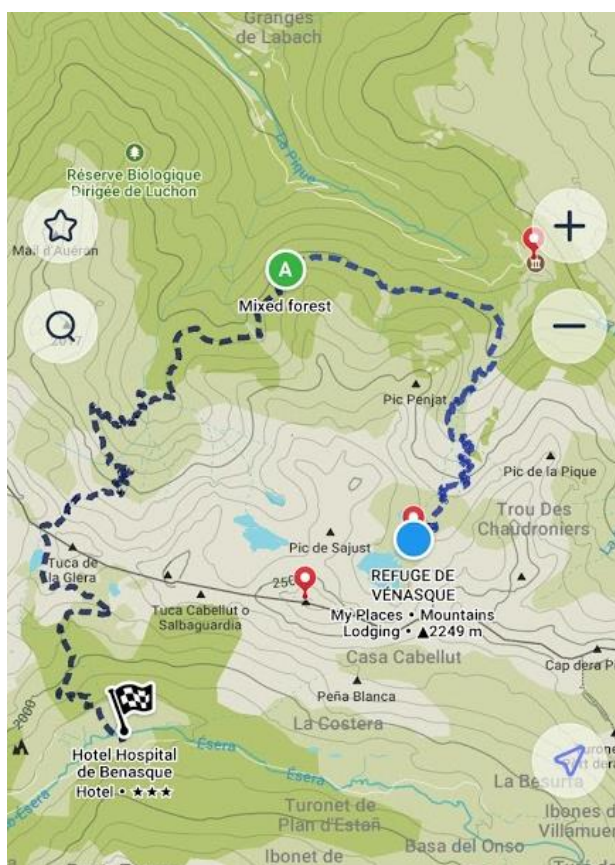 Granges
de Labach
La Pique
Réserve Biologique
Dirigée de Luchon
Mail d'Auéran
A
Mixed forest
Pic Penjat
Pic de la Pique
Trou Des
Chaudroniers
Pic de Sajust
REFUGE DE
VÉNASQUE
My Places • Mountains
Lodging • ▲2249 m
Tuca de
la Glera
Tuca Cabellut o
Salbaguardia
Casa Cabellut
Peña Blanca
La Costera
2000
Hotel Hospital
de Benasque
Hotel • ★★★
Ésera
Ésera
La Besurta
Turonet de
Plan d'Estañ
Ibonet de
Basa del Onso
Ibones d
Villamuer